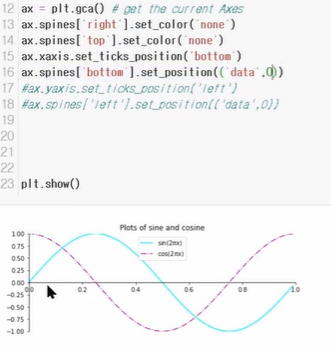 12 ax = plt.gca() # get the current Axes
13 ax.spines['right'].set_color('none')
14 ax.spines['top'].set_color('none')
15 ax.xaxis.set_ticks_position('bottom')
16 ax.spines['bottom'].set_position(('data',0))
17 #ax.yaxis.set_ticks_position('left')
18 #ax.spines['left'].set_position(('data',0))
19
20
21
22
23 plt.show()
Plots of sine and cosine
sin(2πx)
cos(2πx)
1.00
0.75
0.50
0.25
0.00
−0.25
−0.50
−0.75
−1.00
0.0 0.2 0.4 0.6 0.8 1.0